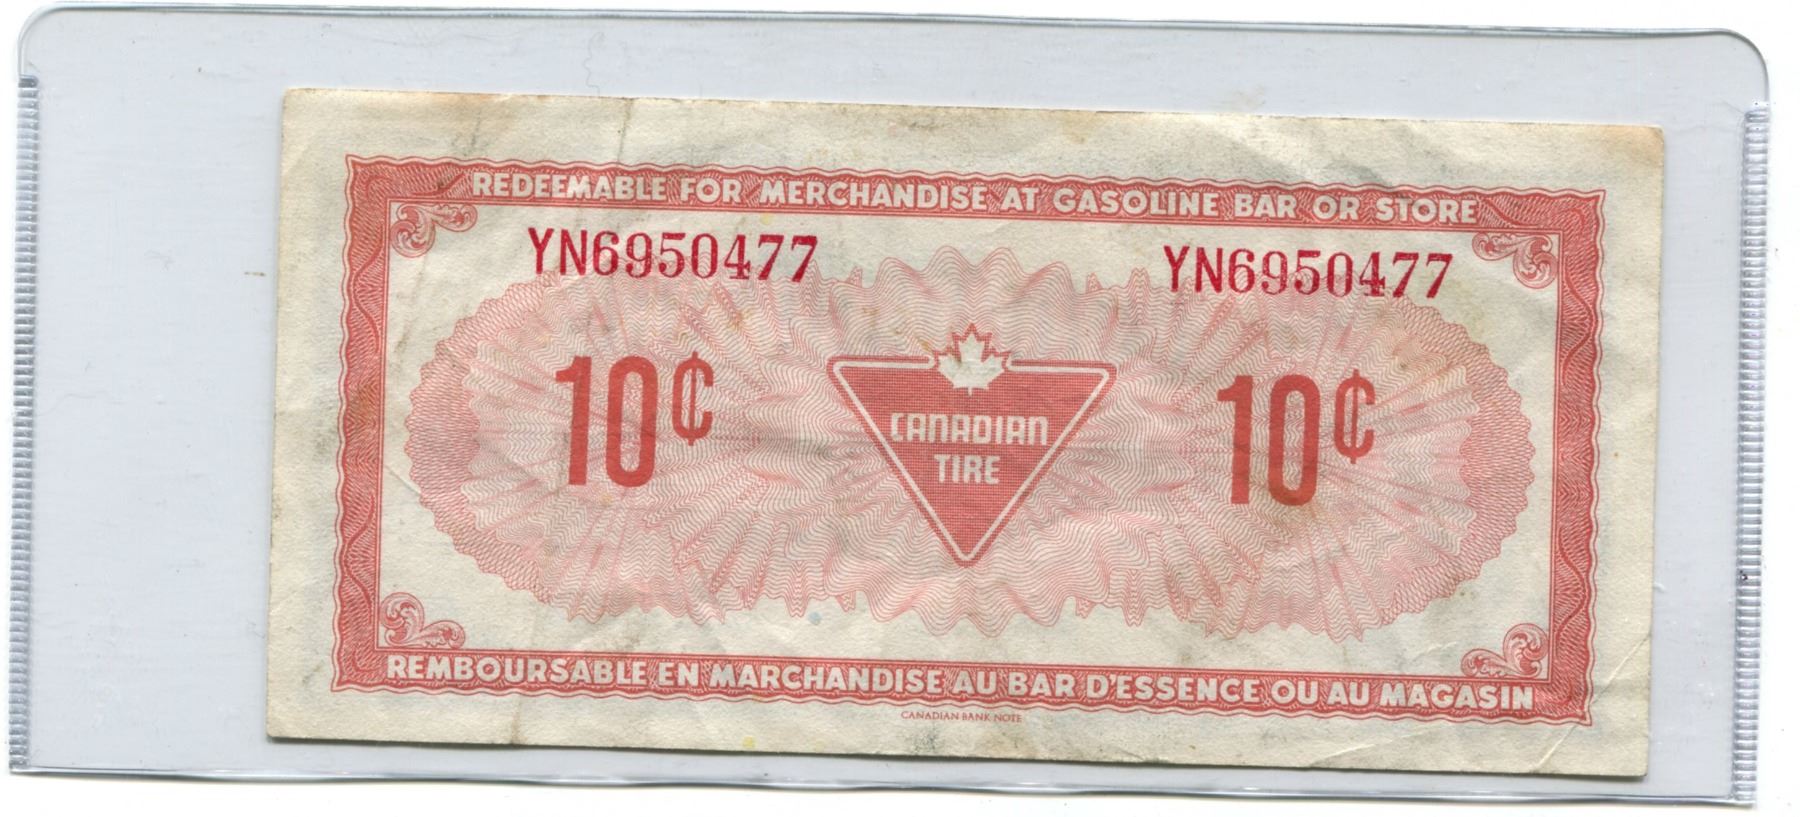 REDEEMABLE FOR MERCHANDISE AT GASOLINE BAR OR STORE
YN6950477 YN6950477
10¢ 10¢
CANADIAN
TIRE
REMBOURSABLE EN MARCHANDISE AU BAR D'ESSENCE OU AU MAGASIN
CANADIAN BANK NOTE